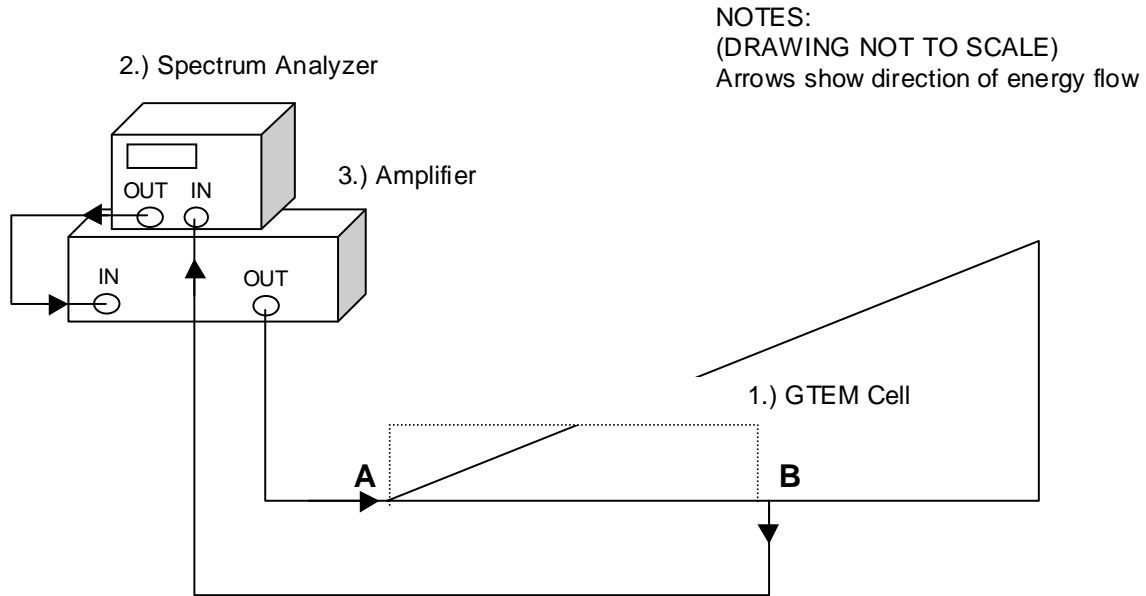 NOTES:
(DRAWING NOT TO SCALE)
Arrows show direction of energy flow
2.) Spectrum Analyzer
3.) Amplifier
OUT IN
IN OUT
1.) GTEM Cell
A B